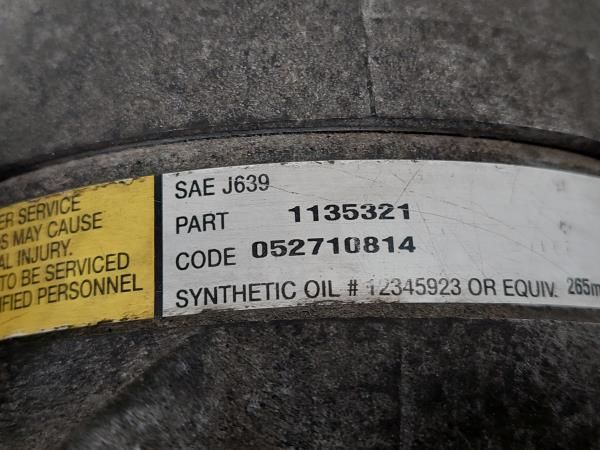 ER SERVICE
S MAY CAUSE
AL INJURY.
TO BE SERVICED
IFIED PERSONNEL
SAE J639
PART 1135321
CODE 052710814
SYNTHETIC OIL # 12345923 OR EQUIV. 265m